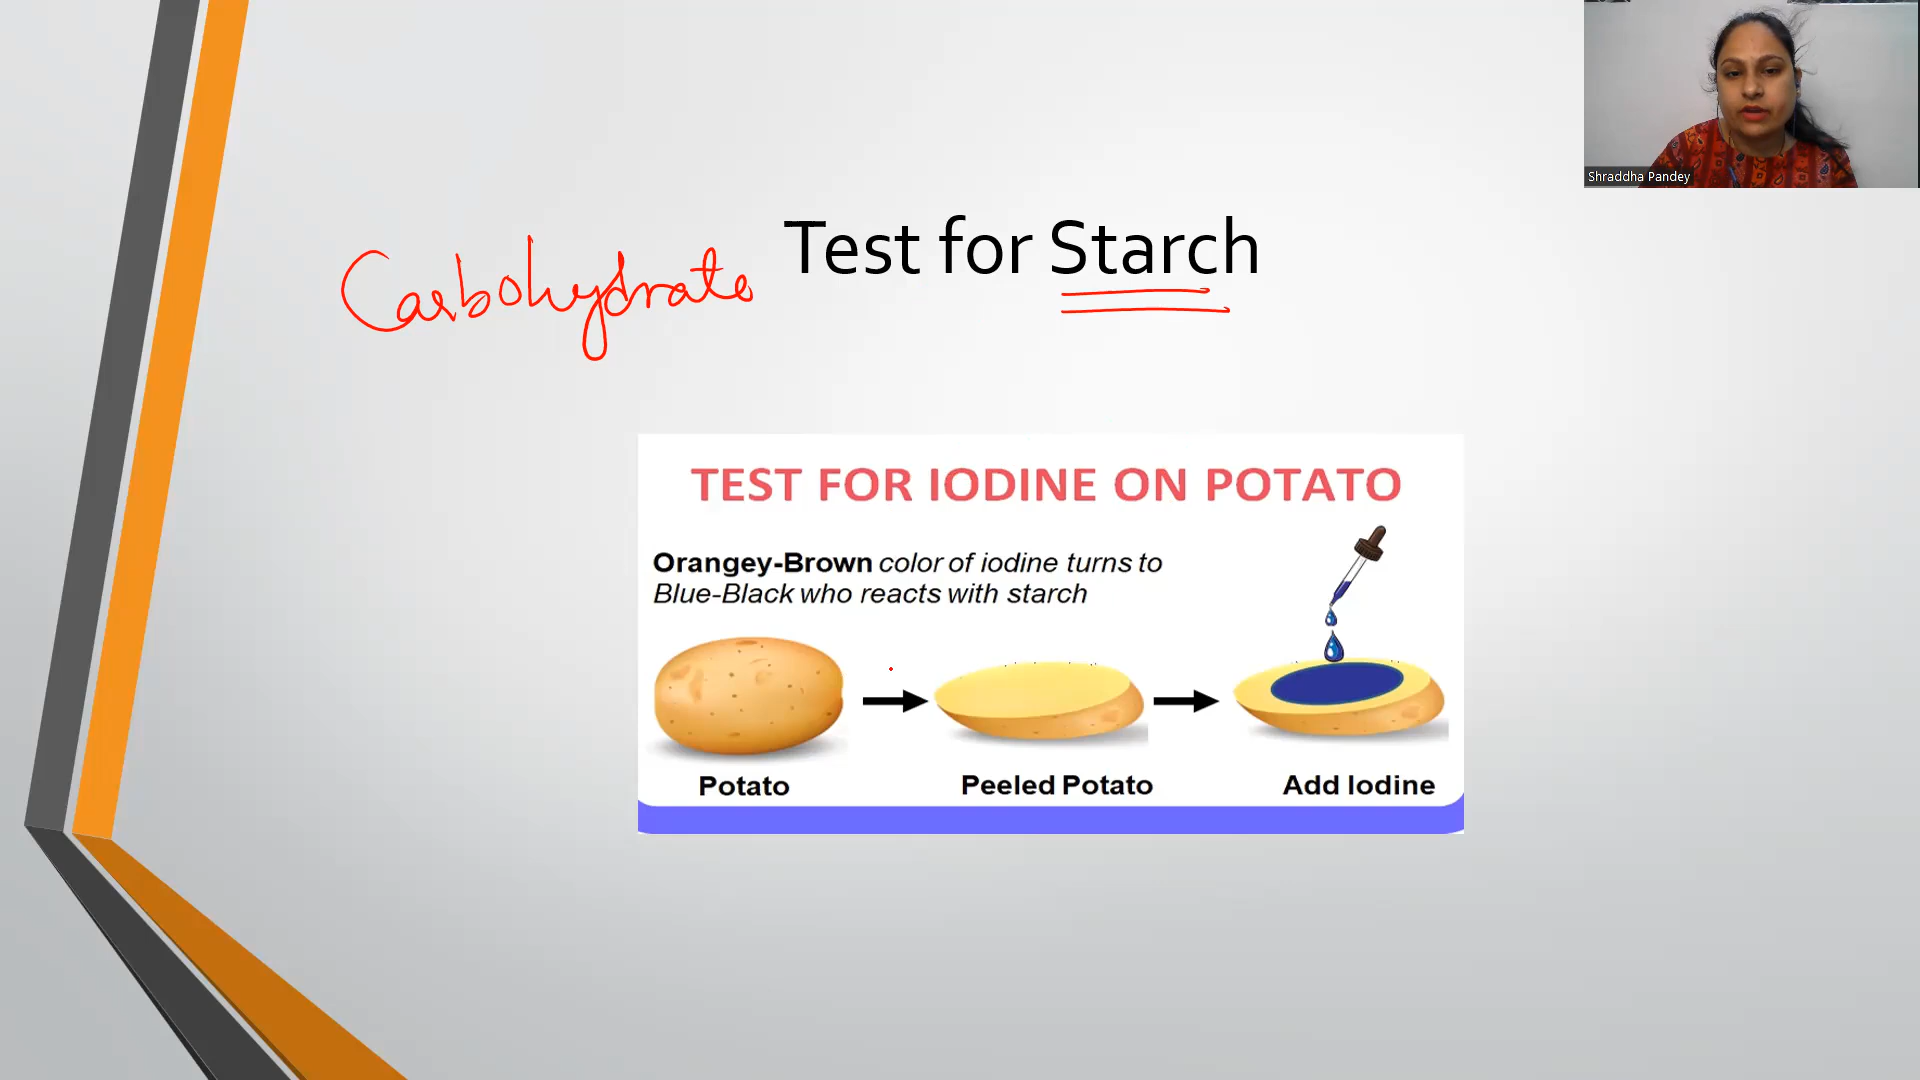 Shraddha Pandey
Test for Starch
Carbohydrate
TEST FOR IODINE ON POTATO
Orangey-Brown color of iodine turns to
Blue-Black who reacts with starch
Potato
Peeled Potato
Add Iodine